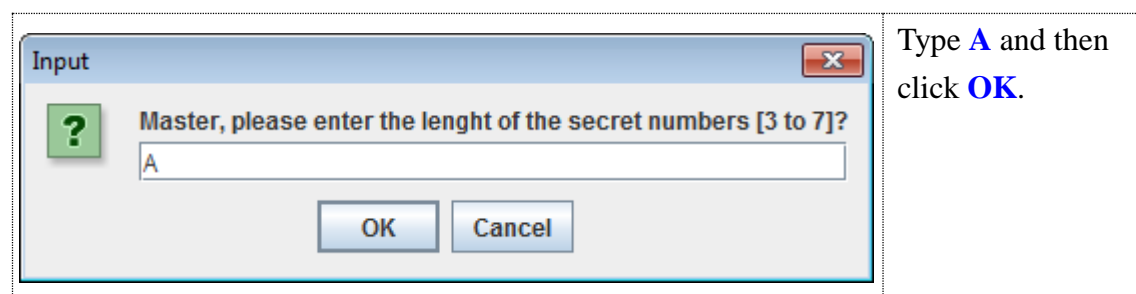 Input
Master, please enter the lenght of the secret numbers [3 to 7]?
A
OK Cancel
Type A and then
click OK.